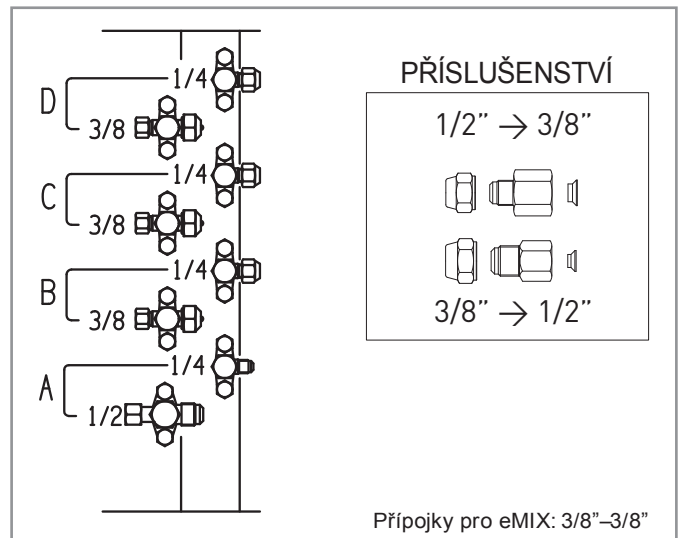 D
1/4
3/8
C
1/4
3/8
B
1/4
3/8
A
1/4
1/2
PŘÍSLUŠENSTVÍ
1/2” → 3/8”
3/8” → 1/2”
Přípojky pro eMIX: 3/8”–3/8”